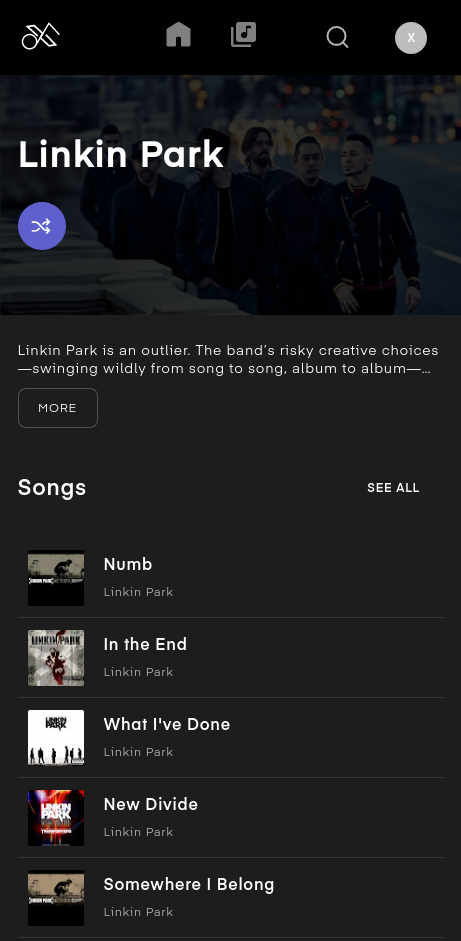 X
Linkin Park
Linkin Park is an outlier. The band’s risky creative choices
—swinging wildly from song to song, album to album—…
MORE
Songs
SEE ALL
Numb
Linkin Park
LINKIN PARK
In the End
Linkin Park
LINKIN PARK
What I've Done
Linkin Park
LINKIN
PARK
New Divide
Linkin Park
LINKIN
PARK
TRANSFORMERS
Somewhere I Belong
Linkin Park